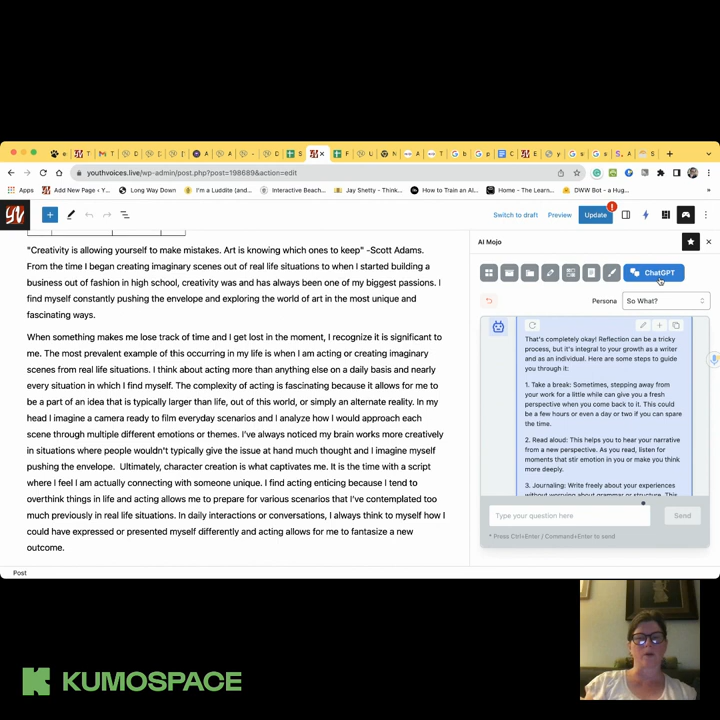 youthvoices.live/wp-admin/post.php?post=198689&action=edit
Apps Add New Page ‹ Y... Long Way Down I'm a Luddite (and... Interactive Beach... Jay Shetty - Think... How to Train an Al... Home - The Learn... DWW Bot - a Hug...
Switch to draft Preview Update
AI Mojo
ChatGPT
Persona So What?
"Creativity is allowing yourself to make mistakes. Art is knowing which ones to keep" -Scott Adams.
From the time I began creating imaginary scenes out of real life situations to when I started building a
business out of fashion in high school, creativity was and has always been one of my biggest passions. I
find myself constantly pushing the envelope and exploring the world of art in the most unique and
fascinating ways.
When something makes me lose track of time and I get lost in the moment, I recognize it is significant to
me. The most prevalent example of this occurring in my life is when I am acting or creating imaginary
scenes from real life situations. I think about acting more than anything else on a daily basis and nearly
every situation in which I find myself. The complexity of acting is fascinating because it allows for me to
be a part of an idea that is typically larger than life, out of this world, or simply an alternate reality. In my
head I imagine a camera ready to film everyday scenarios and I analyze how I would approach each
scene through multiple different emotions or themes. I've always noticed my brain works more creatively
in situations where people wouldn't typically give the issue at hand much thought and I imagine myself
pushing the envelope. Ultimately, character creation is what captivates me. It is the time with a script
where I feel I am actually connecting with someone unique. I find acting enticing because I tend to
overthink things in life and acting allows me to prepare for various scenarios that I've contemplated too
much previously in real life situations. In daily interactions or conversations, I always think to myself how I
could have expressed or presented myself differently and acting allows for me to fantasize a new
outcome.
That's completely okay! Reflection can be a tricky
process, but it's integral to your growth as a writer
and as an individual. Here are some steps to guide
you through it:
1. Take a break: Sometimes, stepping away from
your work for a little while can give you a fresh
perspective when you come back to it. This could
be a few hours or even a day or two if you can spare
the time.
2. Read aloud: This helps you to hear your narrative
from a new perspective. As you read, listen for
moments that stir emotion in you or make you think
more deeply.
3. Journaling: Write freely about your experiences
without worrying about grammar or structure. This
Type your question here Send
* Press Ctrl+Enter / Command+Enter to send
Post
KUMOSPACE